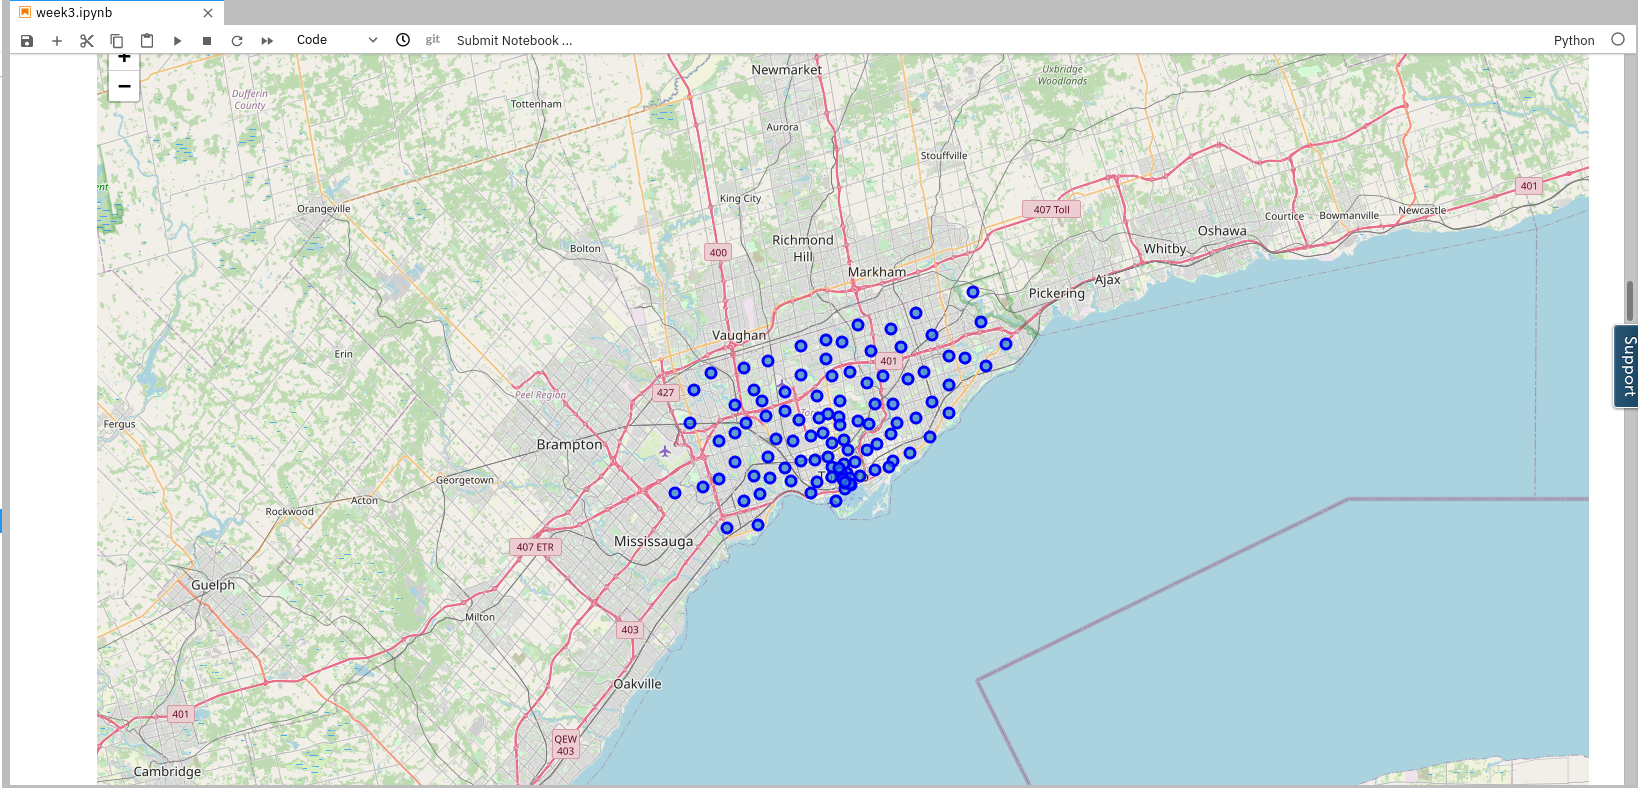 week3.ipynb
Code
git
Submit Notebook ...
Python
+
−
Newmarket
Uxbridge
Woodlands
Dufferin
County
Tottenham
Aurora
Stouffville
ent
King City
401
407 Toll
Orangeville
Courtice
Bowmanville
Newcastle
Oshawa
Richmond
Hill
Whitby
Bolton
400
Markham
Ajax
Pickering
Vaughan
Erin
401
Support
427
Peel Region
Fergus
Brampton
Georgetown
Acton
Rockwood
Mississauga
407 ETR
Guelph
Milton
403
Oakville
401
QEW
403
Cambridge